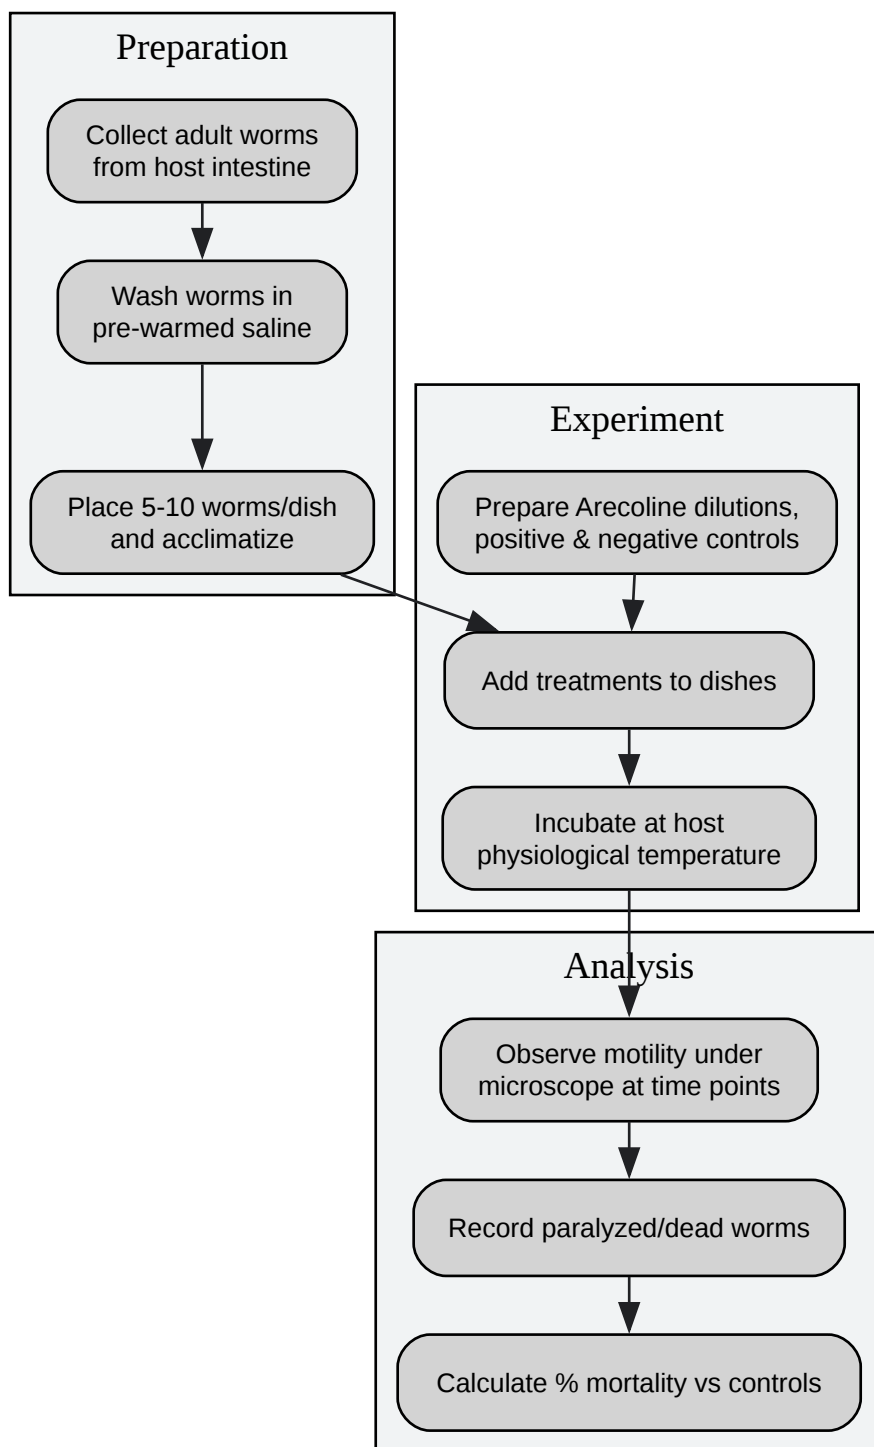 Preparation
Collect adult worms
from host intestine
Wash worms in
pre-warmed saline
Place 5-10 worms/dish
and acclimatize
Experiment
Prepare Arecoline dilutions,
positive & negative controls
Add treatments to dishes
Incubate at host
physiological temperature
Analysis
Observe motility under
microscope at time points
Record paralyzed/dead worms
Calculate % mortality vs controls